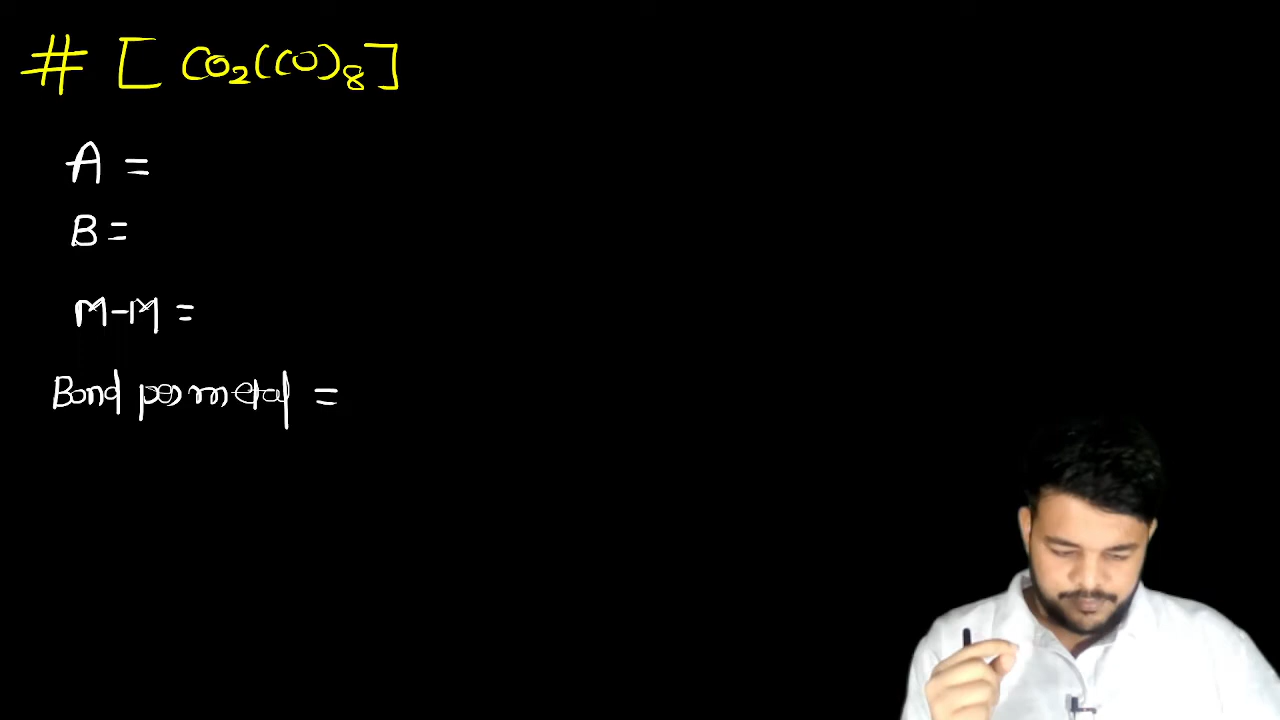 # [ Co2(CO)8 ]
A =
B =
M-M =
Bond per metal =